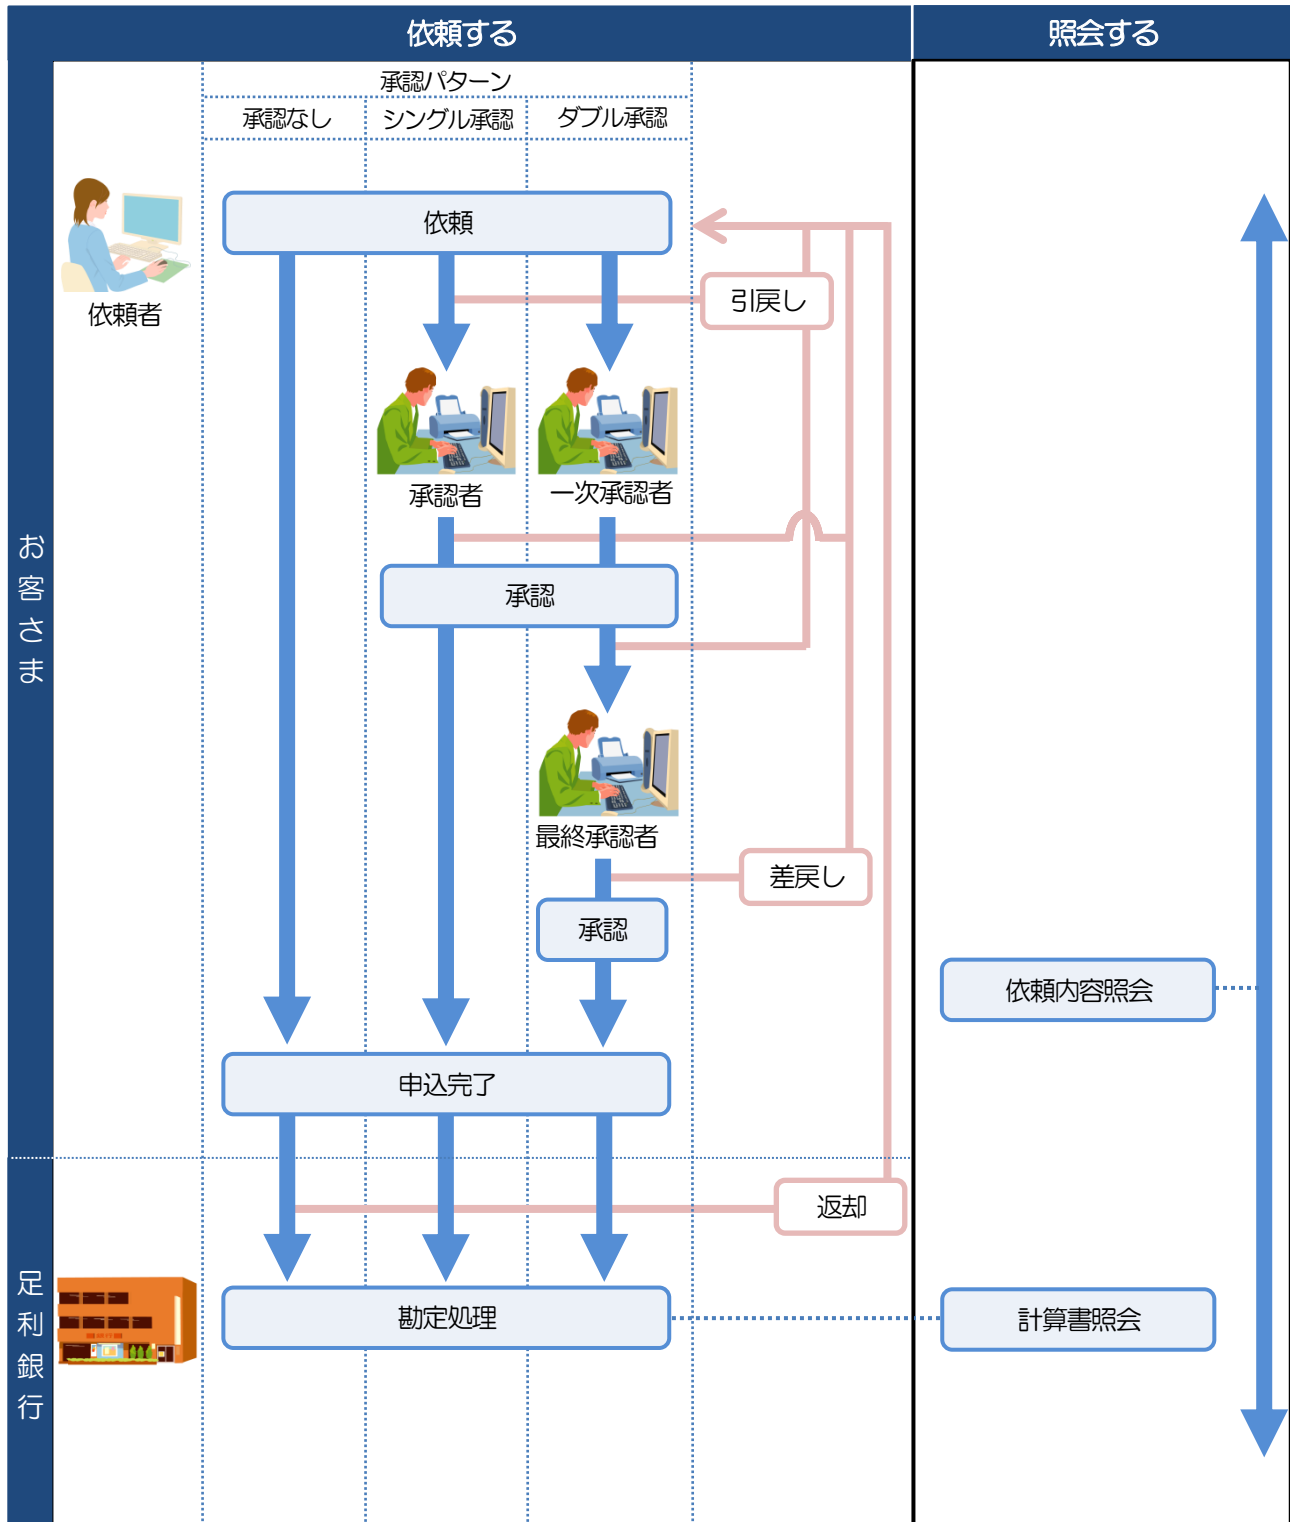 依頼する
照会する
承認パターン
承認なし
シングル承認
ダブル承認
依頼
引戻し
依頼者
承認者
一次承認者
お客さま
承認
最終承認者
差戻し
承認
依頼内容照会
申込完了
返却
足利銀行
勘定処理
計算書照会